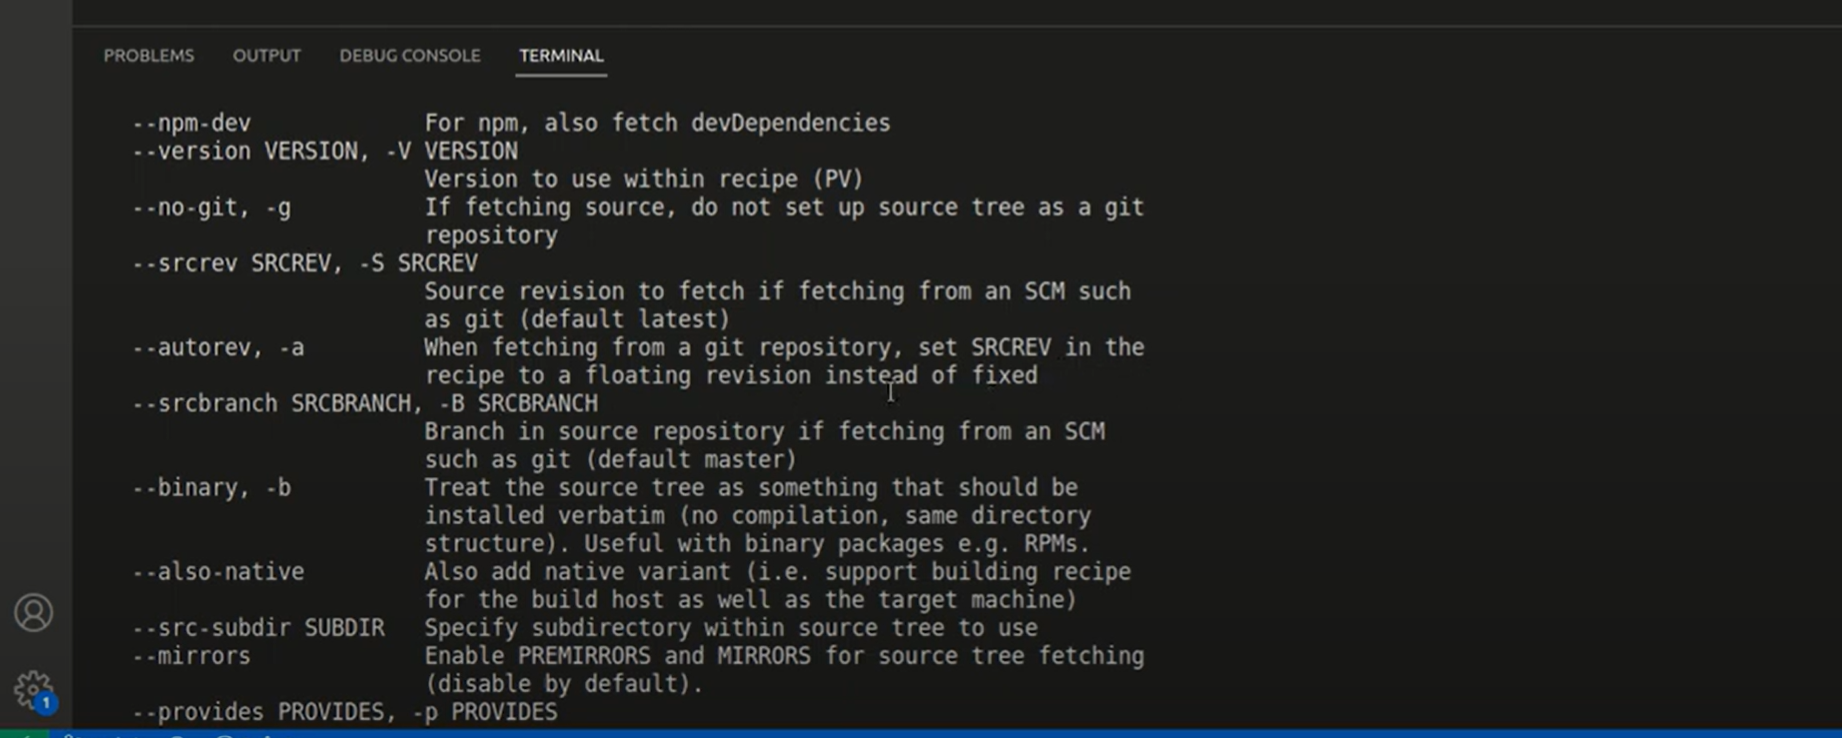 PROBLEMS OUTPUT DEBUG CONSOLE TERMINAL
--npm-dev For npm, also fetch devDependencies
--version VERSION, -V VERSION
Version to use within recipe (PV)
--no-git, -g If fetching source, do not set up source tree as a git
repository
--srcrev SRCREV, -S SRCREV
Source revision to fetch if fetching from an SCM such
as git (default latest)
--autorev, -a When fetching from a git repository, set SRCREV in the
recipe to a floating revision instead of fixed
--srcbranch SRCBRANCH, -B SRCBRANCH
Branch in source repository if fetching from an SCM
such as git (default master)
--binary, -b Treat the source tree as something that should be
installed verbatim (no compilation, same directory
structure). Useful with binary packages e.g. RPMs.
--also-native Also add native variant (i.e. support building recipe
for the build host as well as the target machine)
--src-subdir SUBDIR Specify subdirectory within source tree to use
--mirrors Enable PREMIRRORS and MIRRORS for source tree fetching
(disable by default).
1
--provides PROVIDES, -p PROVIDES